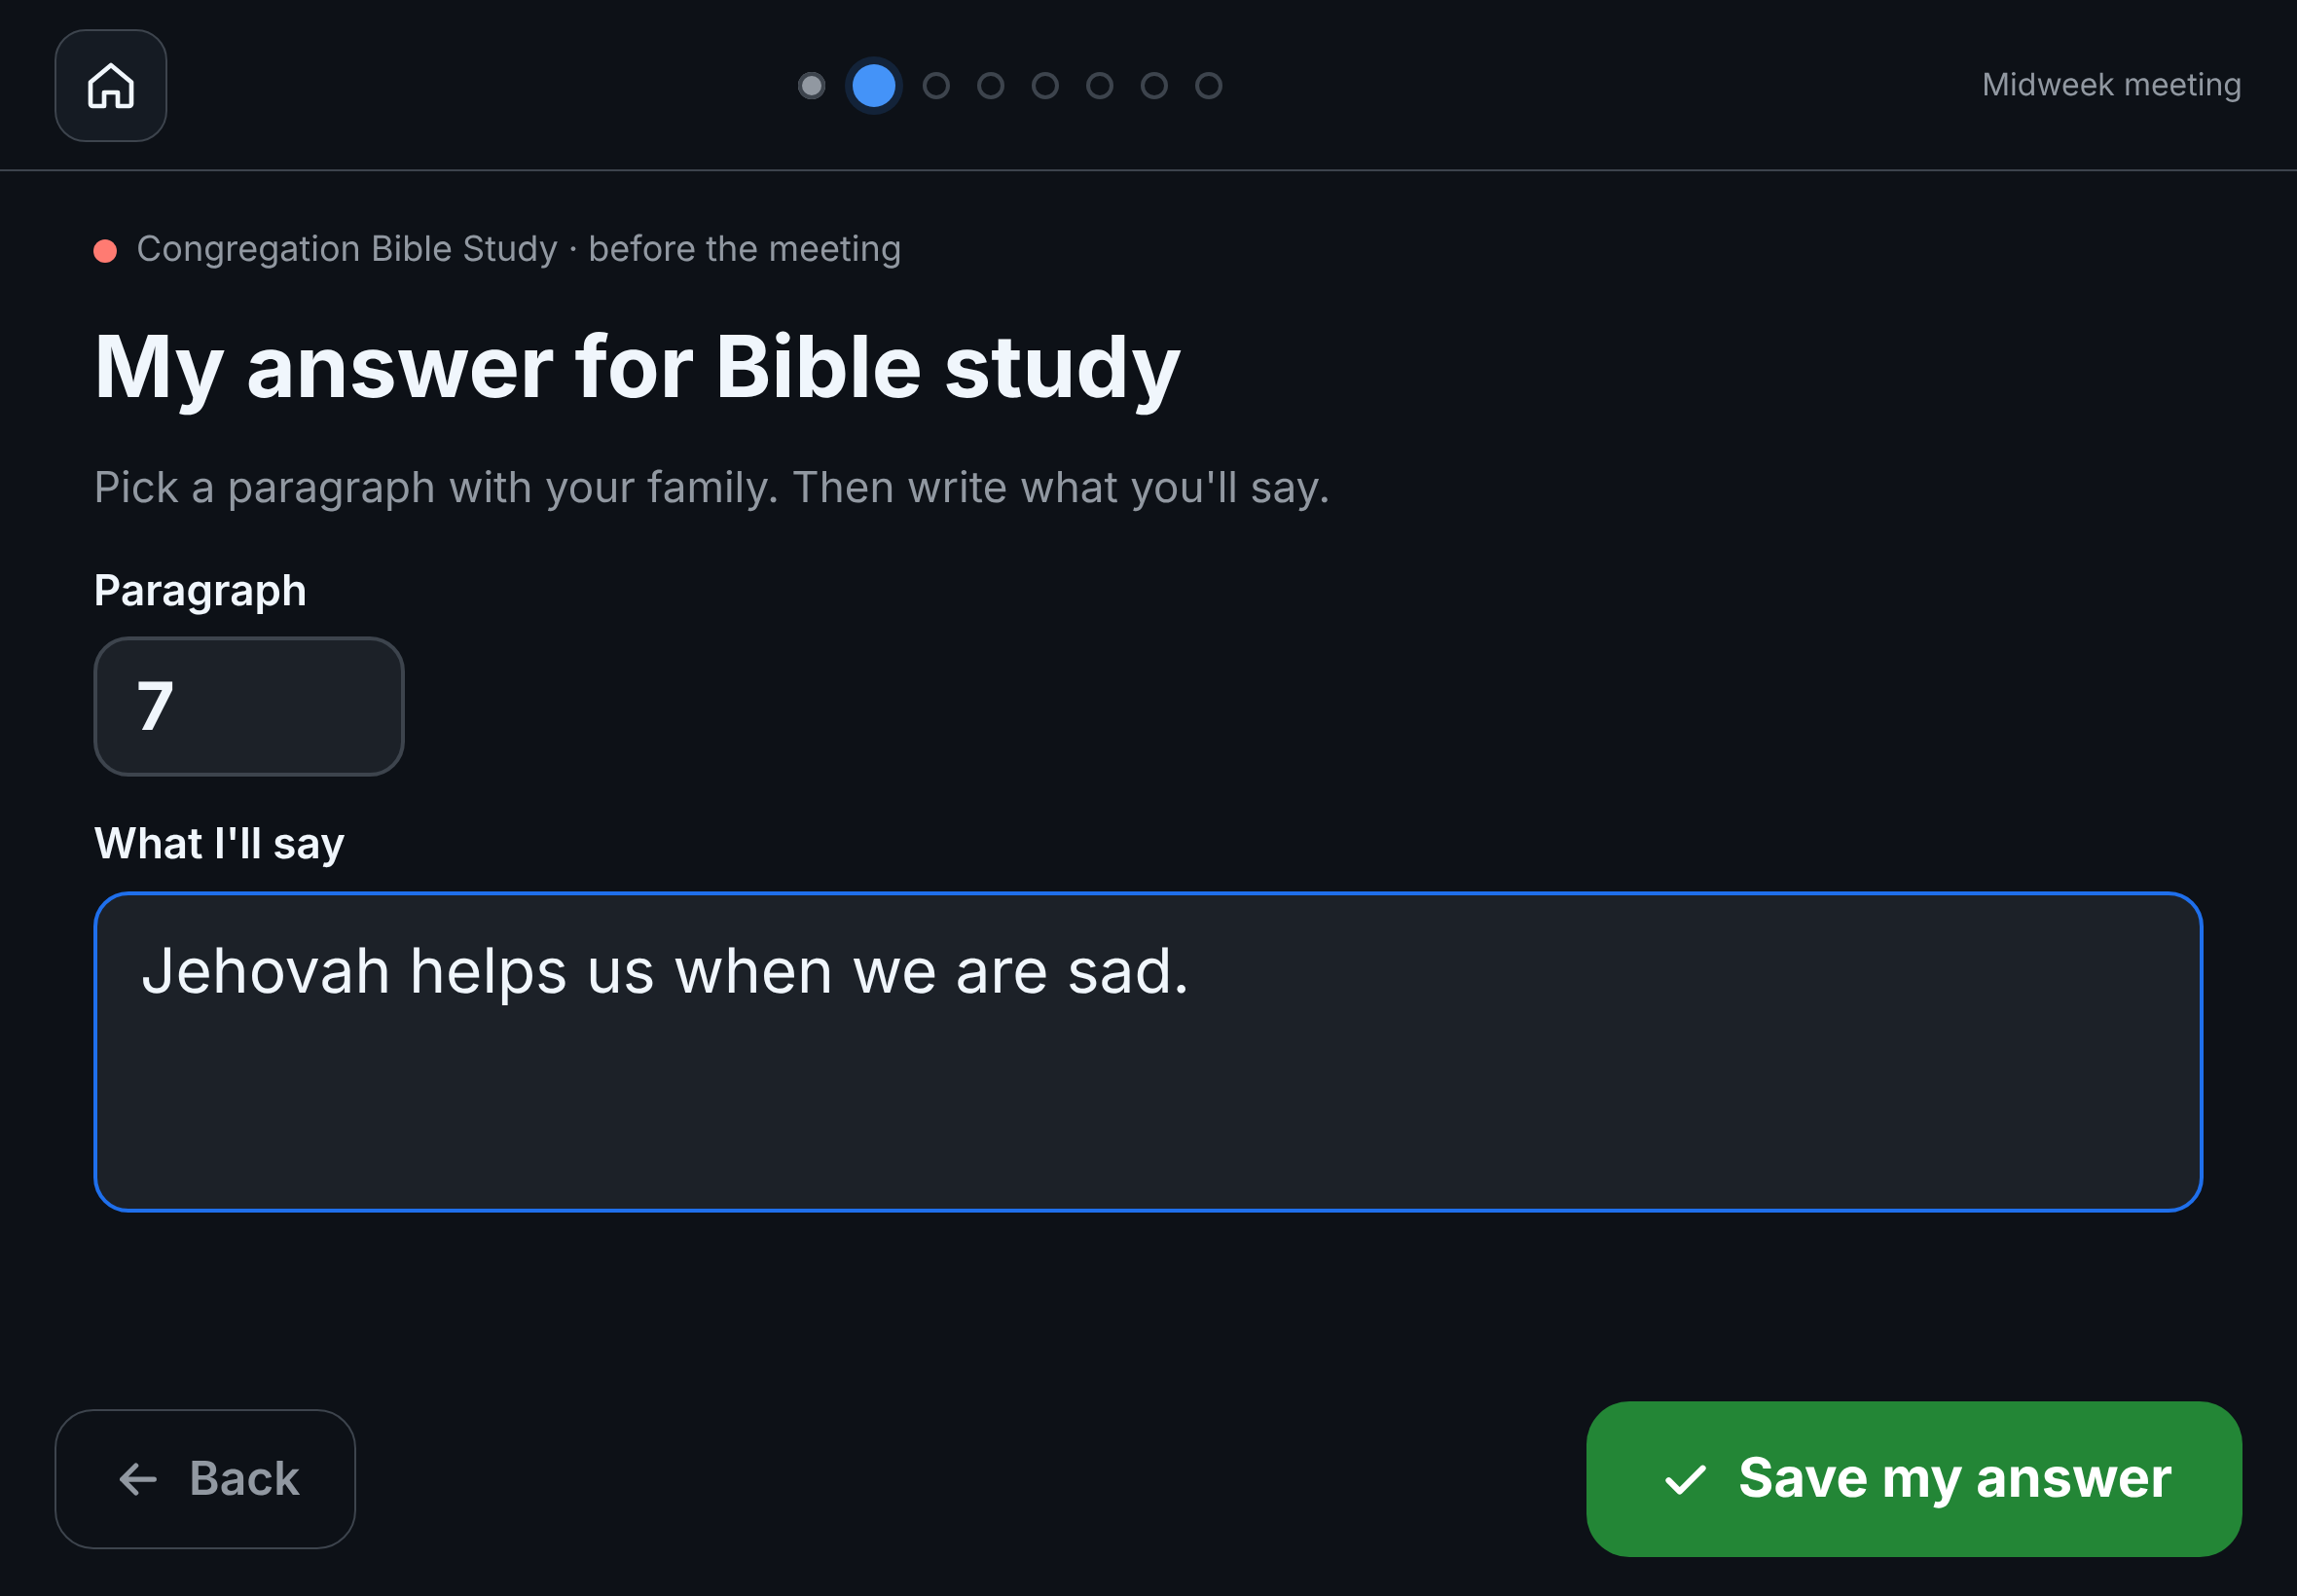 Midweek meeting
Congregation Bible Study · before the meeting
My answer for Bible study
Pick a paragraph with your family. Then write what you'll say.
Paragraph
7
What I'll say
Jehovah helps us when we are sad.
Back
Save my answer